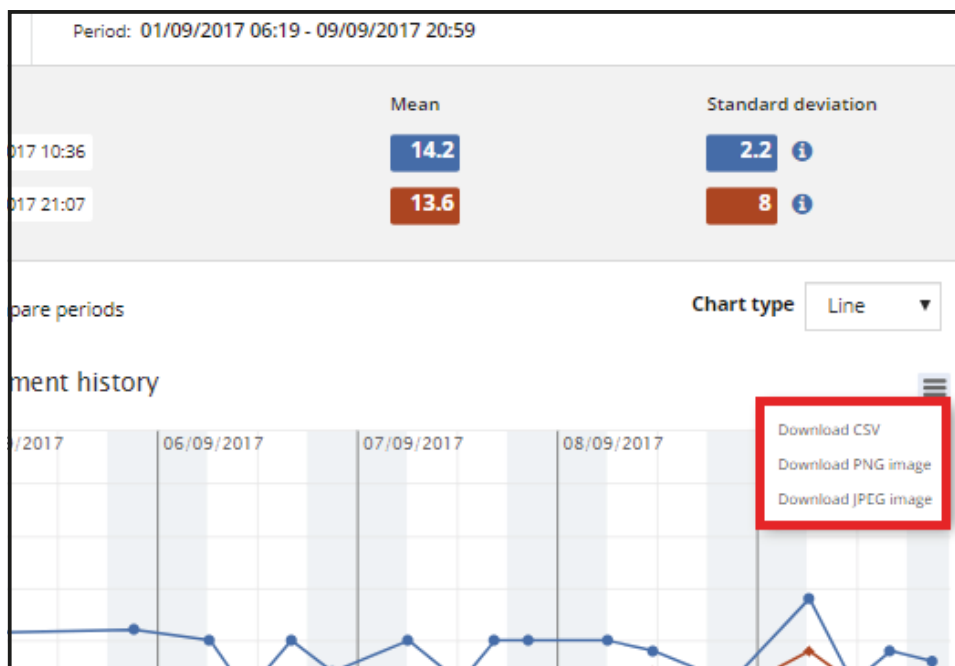 Period: 01/09/2017 06:19 - 09/09/2017 20:59
Mean Standard deviation
017 10:36 14.2 2.2
017 21:07 13.6 8
pare periods Chart type Line
ment history
Download CSV
Download PNG image
Download JPEG image
9/2017 06/09/2017 07/09/2017 08/09/2017